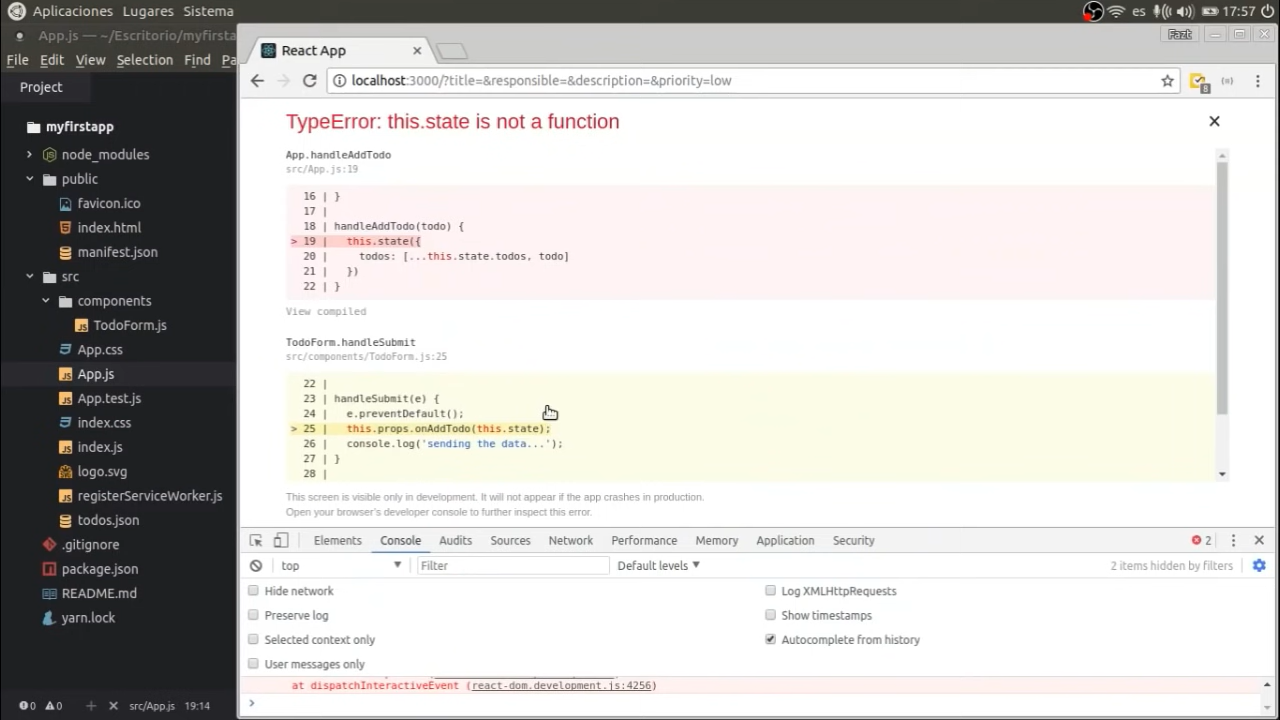 Aplicaciones Lugares Sistema
es 17:57
App.js — ~/Escritorio/myfirsta
File Edit View Selection Find Pa
Project
myfirstapp
node_modules
public
favicon.ico
index.html
manifest.json
src
components
TodoForm.js
App.css
App.js
App.test.js
index.css
index.js
logo.svg
registerServiceWorker.js
todos.json
.gitignore
package.json
README.md
yarn.lock
0 0 + × src/App.js 19:14
React App
Fazt
localhost:3000/?title=&responsible=&description=&priority=low
8
TypeError: this.state is not a function
App.handleAddTodo
src/App.js:19
16 | }
17 |
18 | handleAddTodo(todo) {
> 19 | this.state({
20 | todos: [...this.state.todos, todo]
21 | })
22 | }
View compiled
TodoForm.handleSubmit
src/components/TodoForm.js:25
22 |
23 | handleSubmit(e) {
24 | e.preventDefault();
> 25 | this.props.onAddTodo(this.state);
26 | console.log('sending the data...');
27 | }
28 |
This screen is visible only in development. It will not appear if the app crashes in production.
Open your browser's developer console to further inspect this error.
Elements Console Audits Sources Network Performance Memory Application Security 2
top Filter Default levels 2 items hidden by filters
Hide network Log XMLHttpRequests
Preserve log Show timestamps
Selected context only Autocomplete from history
User messages only
at dispatchInteractiveEvent (react-dom.development.js:4256)
>